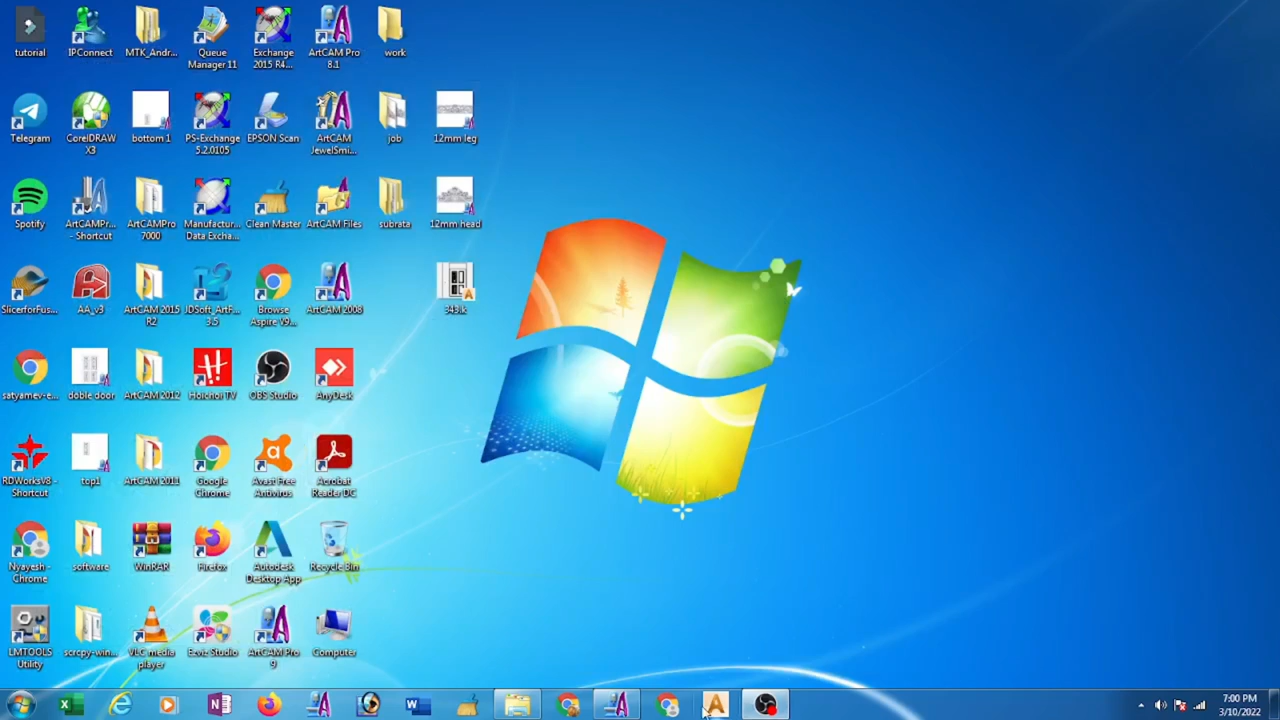 tutorial
IPConnect
MTK_Andr...
Queue
Manager 11
Exchange
2015 R4...
ArtCAM Pro
8.1
work
Telegram
CorelDRAW
X3
bottom 1
PS-Exchange
5.2.0105
EPSON Scan
ArtCAM
JewelSmi...
job
12mm leg
Spotify
ArtCAMPr...
- Shortcut
ArtCAMPro
7000
Manufactur...
Data Excha...
Clean Master
ArtCAM Files
subrata
12mm head
SlicerforFus...
AA_v3
ArtCAM 2015
R2
JDSoft_ArtF...
3.5
Browse
Aspire V9...
ArtCAM 2008
satyamev-e...
doble door
ArtCAM 2012
Hoichoi TV
OBS Studio
AnyDesk
RDWorksV8 -
Shortcut
top1
ArtCAM 2011
Google
Chrome
Avast Free
Antivirus
Acrobat
Reader DC
Nyayesh -
Chrome
software
WinRAR
Firefox
Autodesk
Desktop App
Recycle Bin
LMTOOLS
Utility
scrcpy-win...
VLC media
player
Ezviz Studio
ArtCAM Pro
9
Computer
7:00 PM
3/10/2022